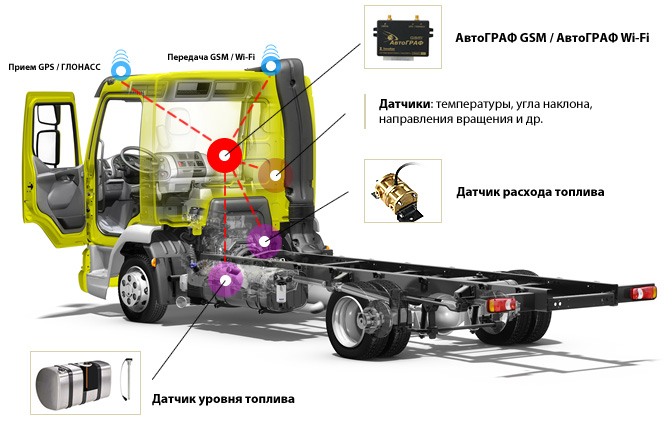 Прием GPS / ГЛОНАСС
Передача GSM / Wi-Fi
АвтоГРАФ
АвтоГРАФ GSM / АвтоГРАФ Wi-Fi
Датчики: температуры, угла наклона,
направления вращения и др.
Датчик расхода топлива
Датчик уровня топлива